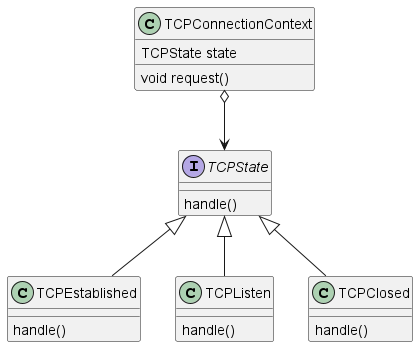 C TCPConnectionContext
TCPState state
void request()
I TCPState
handle()
C TCPEstablished
handle()
C TCPListen
handle()
C TCPClosed
handle()